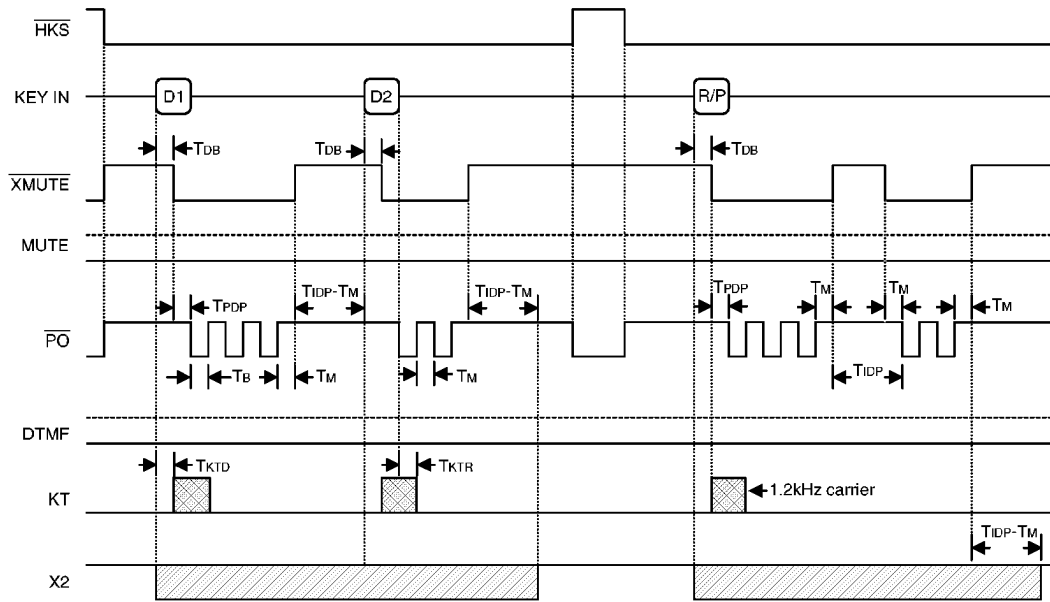 HKS
KEY IN D1 D2 R/P
TDB TDB TDB
XMUTE
MUTE
TPDP TIDP-TM TIDP-TM TPDP TM TM
PO TM
TB TM TM TIDP
DTMF
TKTD TKTR
KT 1.2kHz carrier
TIDP-TM
X2